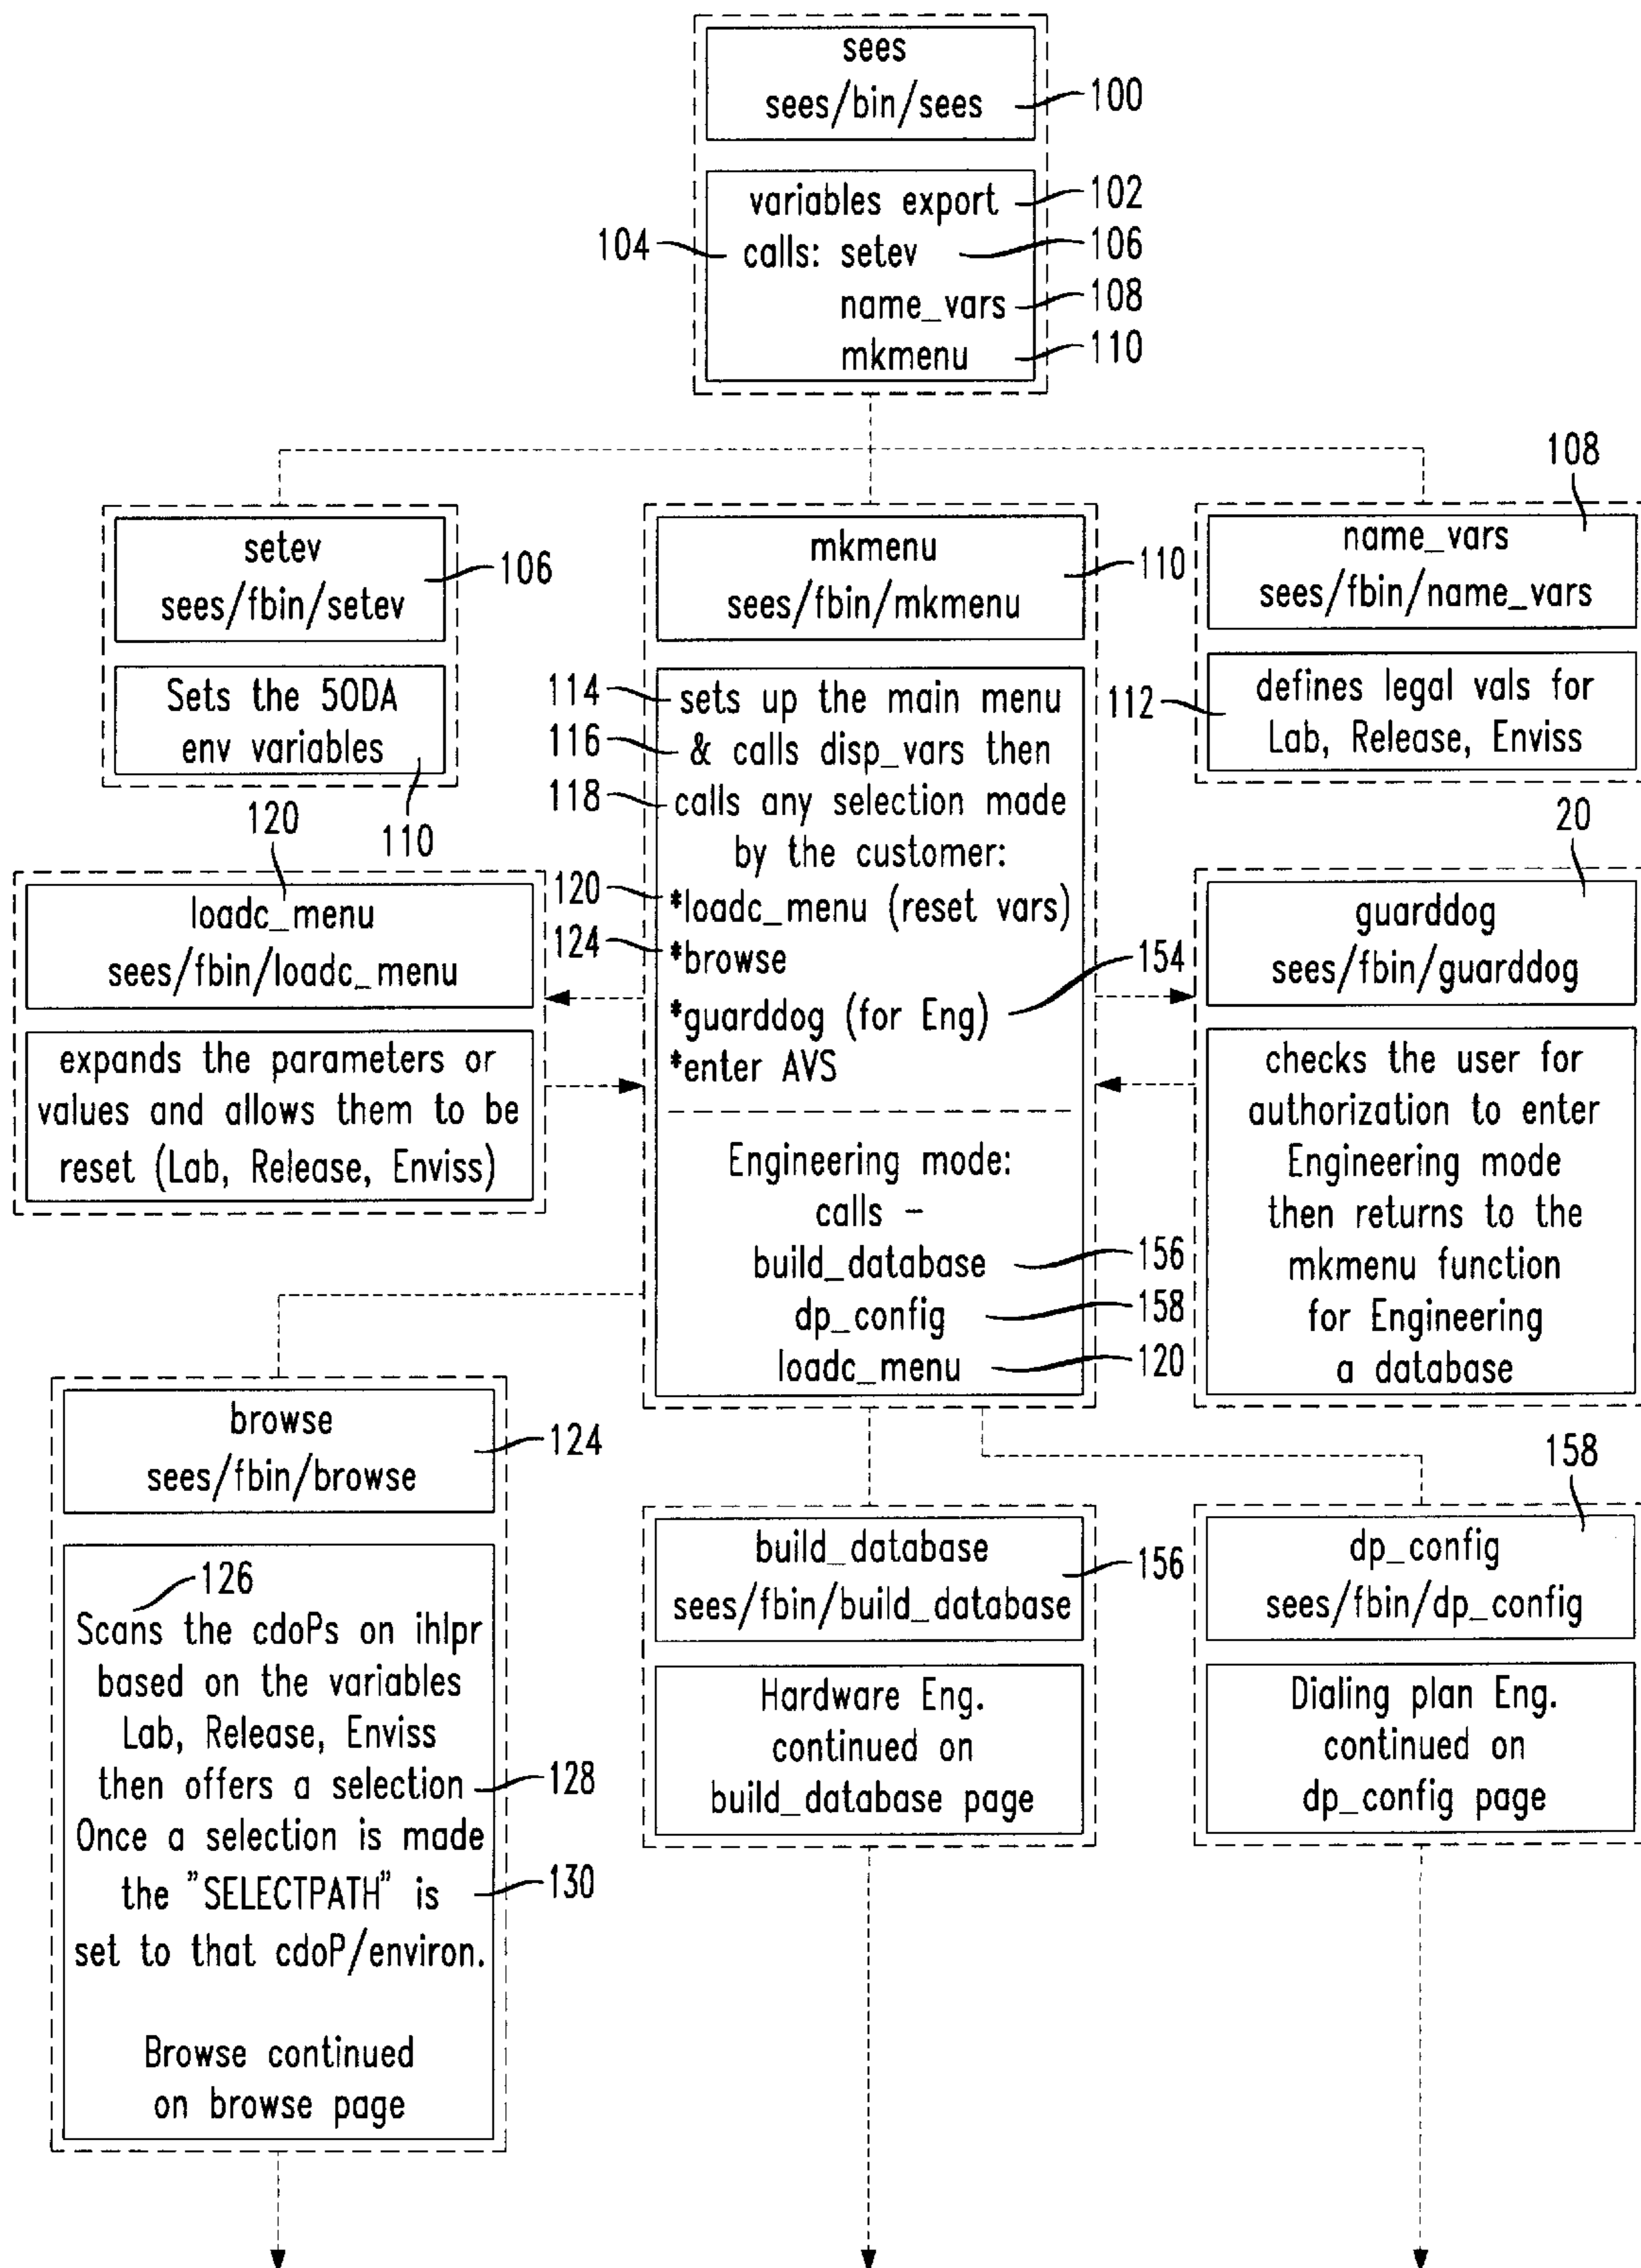 sees
sees/bin/sees
100
variables export
102
104
calls: setev
106
name_vars
108
mkmenu
110
setev
sees/fbin/setev
106
Sets the 5ODA
env variables
110
mkmenu
sees/fbin/mkmenu
110
108
name_vars
sees/fbin/name_vars
112
defines legal vals for
Lab, Release, Enviss
114
sets up the main menu
116
& calls disp_vars then
118
calls any selection made
by the customer:
120
*loadc_menu (reset vars)
124
*browse
154
*guarddog (for Eng)
*enter AVS
Engineering mode:
calls -
build_database
156
dp_config
158
loadc_menu
120
120
loadc_menu
sees/fbin/loadc_menu
expands the parameters or
values and allows them to be
reset (Lab, Release, Enviss)
20
guarddog
sees/fbin/guarddog
checks the user for
authorization to enter
Engineering mode
then returns to the
mkmenu function
for Engineering
a database
browse
sees/fbin/browse
124
126
Scans the cdoPs on ihlpr
based on the variables
Lab, Release, Enviss
then offers a selection
128
Once a selection is made
the "SELECTPATH" is
130
set to that cdoP/environ.
Browse continued
on browse page
build_database
sees/fbin/build_database
156
Hardware Eng.
continued on
build_database page
158
dp_config
sees/fbin/dp_config
Dialing plan Eng.
continued on
dp_config page